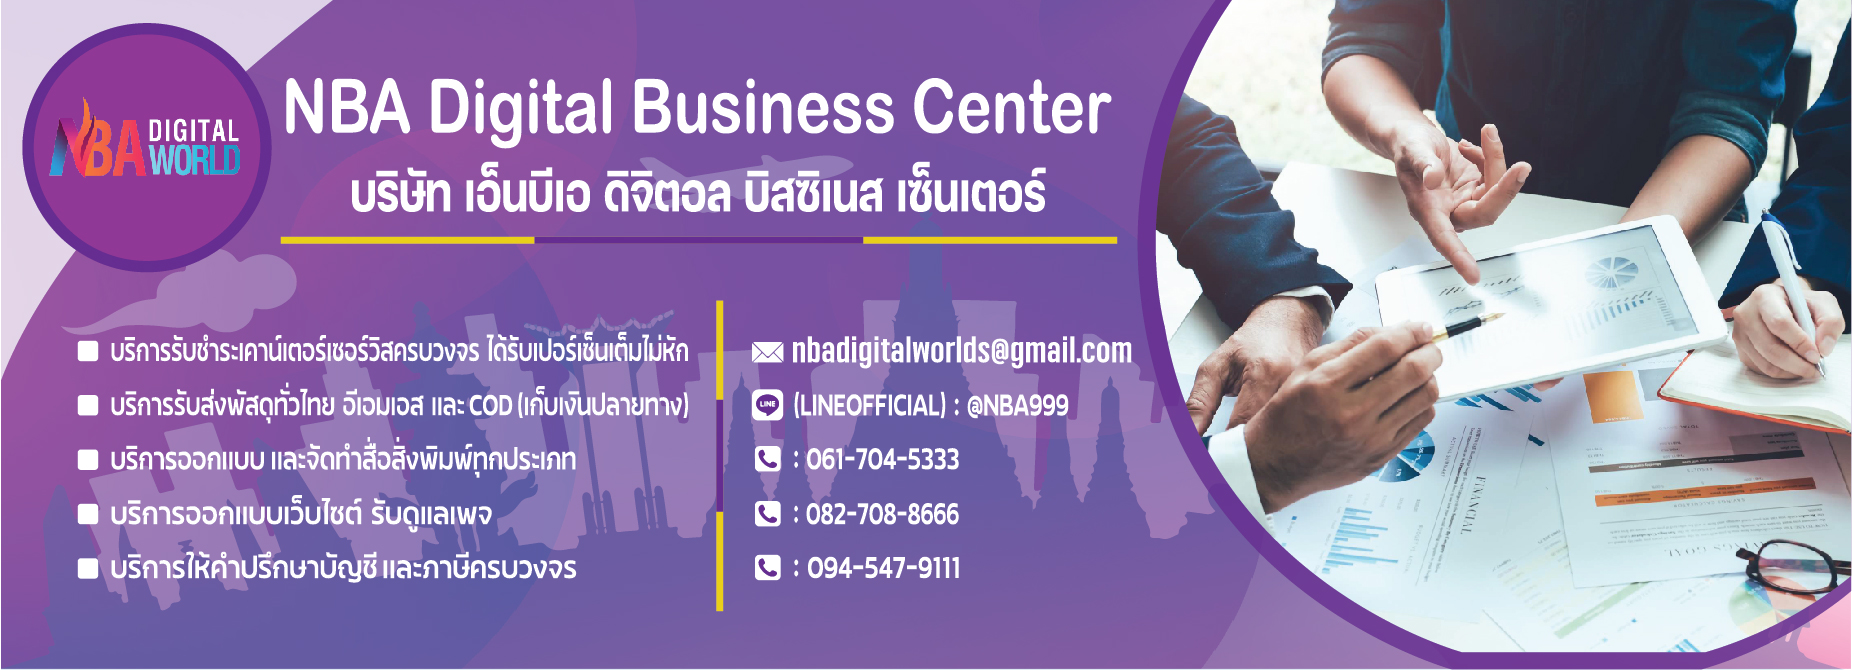 NBA DIGITAL
WORLD
NBA Digital Business Center
บริษัท เอ็นบีเอ ดิจิตอล บิสซิเนส เซ็นเตอร์
บริการรับชำระเคาน์เตอร์เซอร์วิสครบวงจร ได้รับเปอร์เซ็นเต็มไม่หัก
บริการรับส่งพัสดุทั่วไทย อีเอมเอส และ COD (เก็บเงินปลายทาง)
บริการออกแบบ และจัดทำสื่อสิ่งพิมพ์ทุกประเภท
บริการออกแบบเว็บไซต์ รับดูแลเพจ
บริการให้คำปรึกษาบัญชี และภาษีครบวงจร
nbadigitalworlds@gmail.com
LINE (LINEOFFICIAL) : @NBA999
: 061-704-5333
: 082-708-8666
: 094-547-9111
FINANCIAL